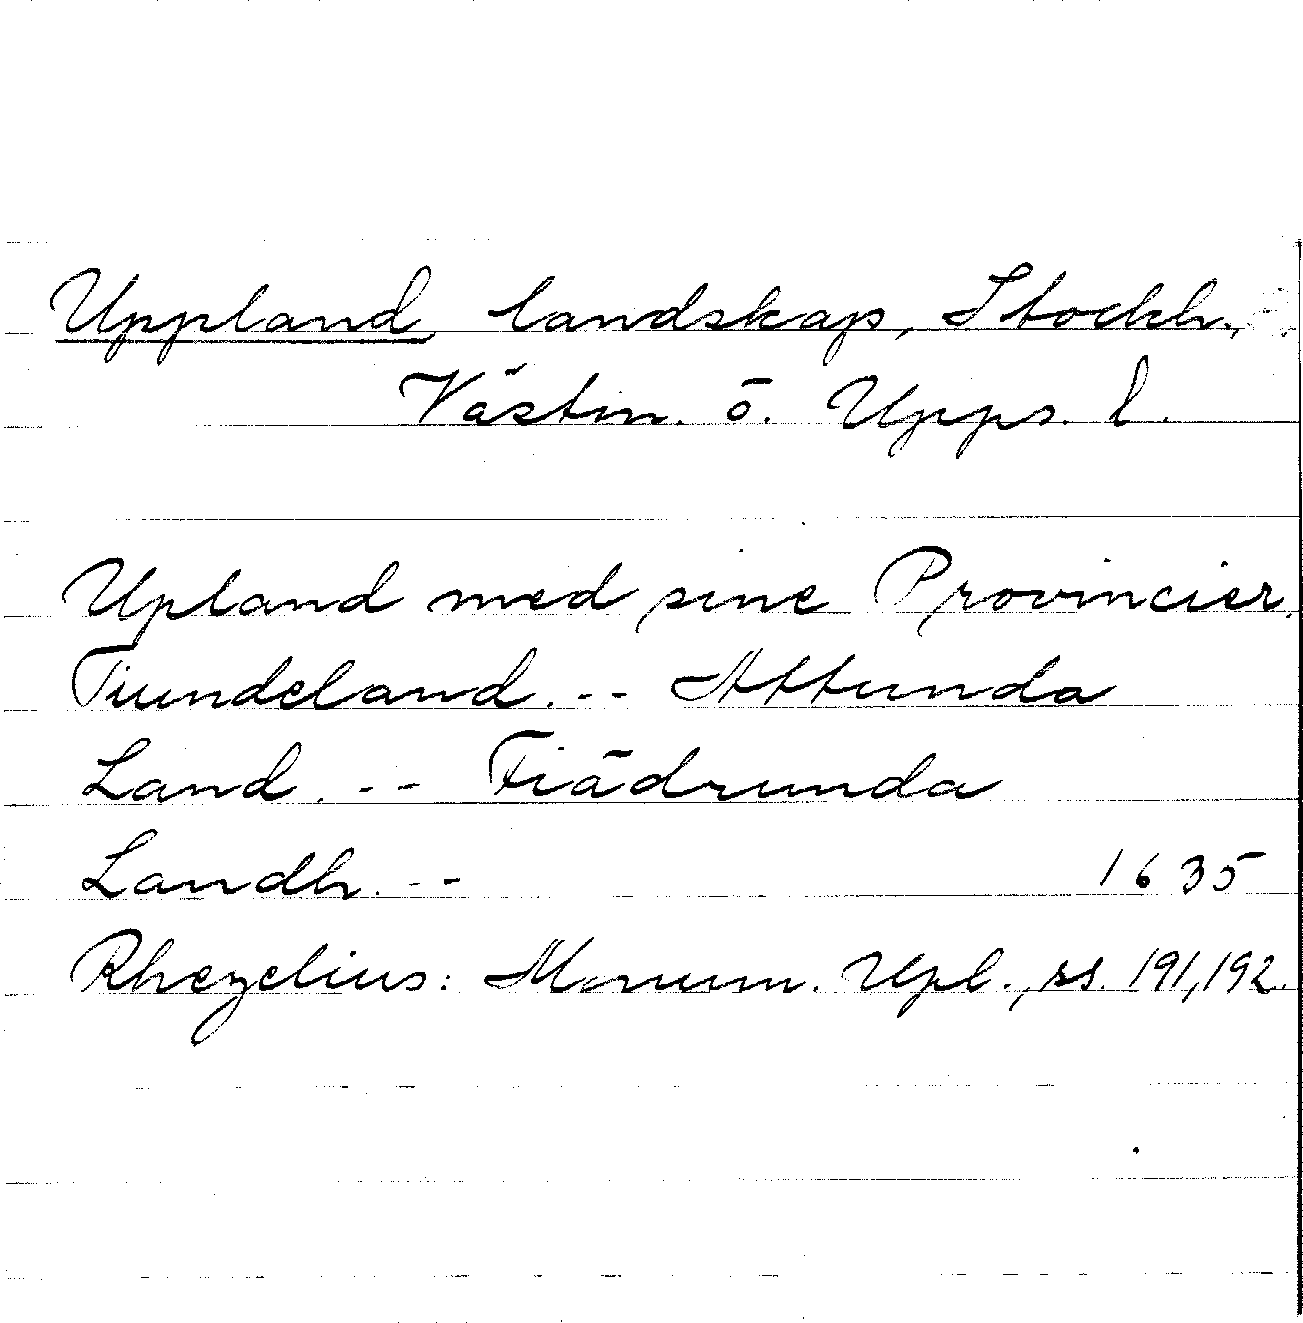 Uppland, landskap, Stockh.,
Västm. o. Upps. l.
Upland med sine Provincier.
Tiundeland. -- Attunda
Land. -- Fiädrunda
Landh. -- 1635
Rhezelius: Monum. Upl., ss. 191, 192.